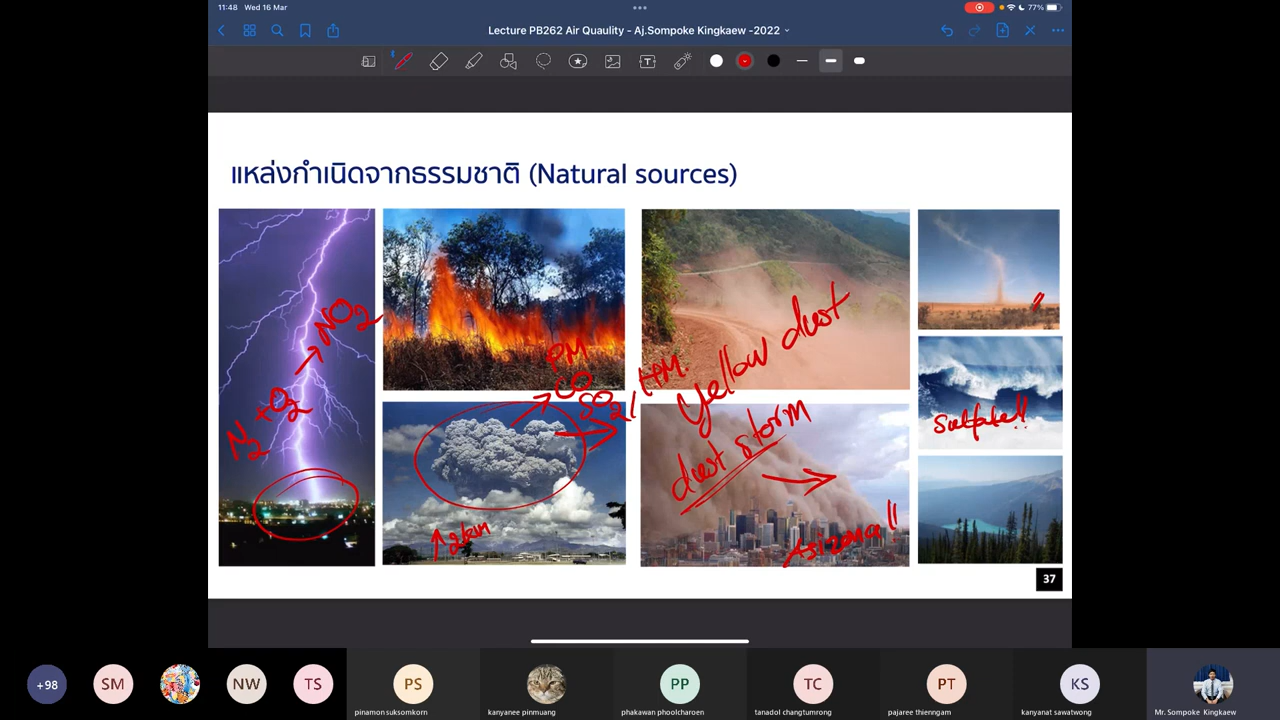 11:48 Wed 16 Mar
77%
Lecture PB262 Air Quaulity - Aj.Sompoke Kingkaew -2022
แหล่งกำเนิดจากธรรมชาติ (Natural sources)
N2 + O2 → NO2
PM
CO
SO2 / PM.
↑2km
Yellow dust
dust storm
Arizona!!
Sulfate!!
37
+98
SM
NW
TS
PS
pinamon suksomkorn
kanyanee pinmuang
PP
phakawan phoolcharoen
TC
tanadol changtumrong
PT
pajaree thienngam
KS
kanyanat sawatwong
Mr. Sompoke Kingkaew